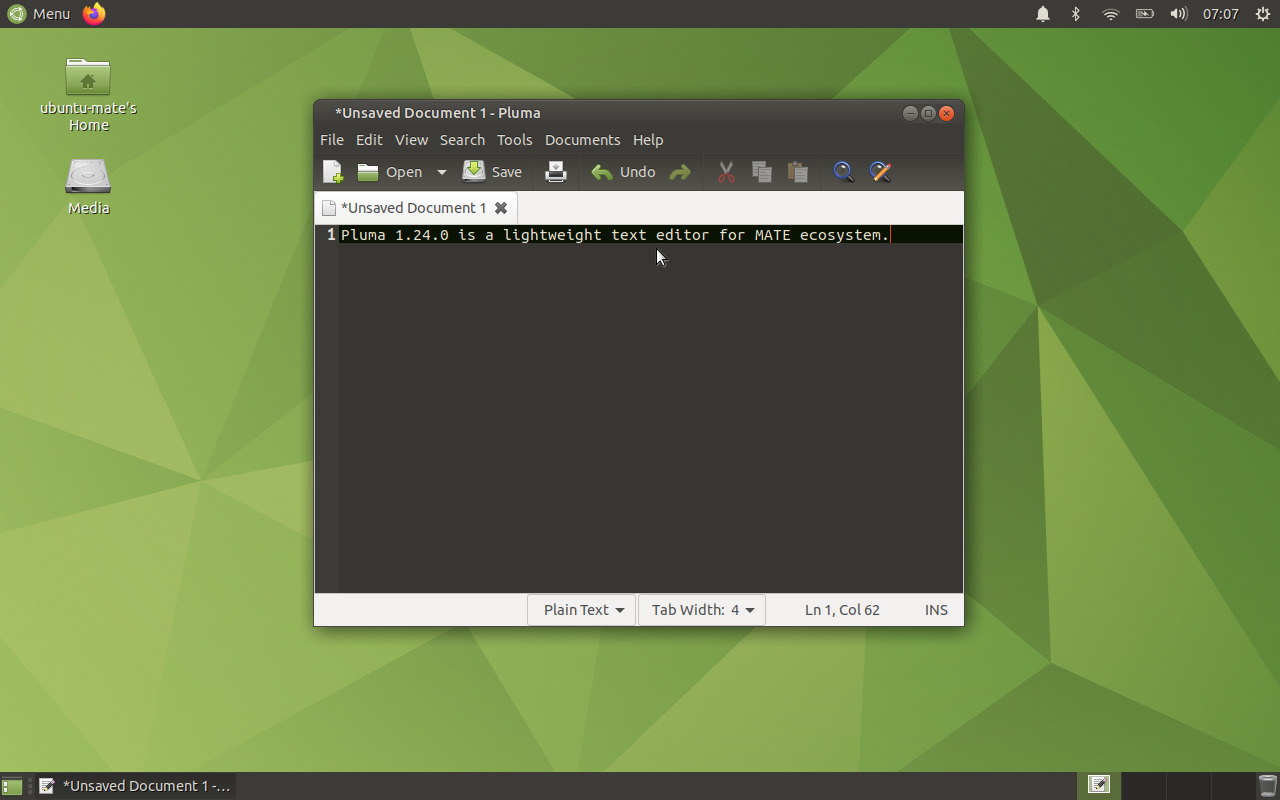 Menu 07:07
ubuntu-mate's
Home
Media
*Unsaved Document 1 - Pluma
File Edit View Search Tools Documents Help
Open Save Undo
*Unsaved Document 1
1 Pluma 1.24.0 is a lightweight text editor for MATE ecosystem.
Plain Text Tab Width: 4 Ln 1, Col 62 INS
*Unsaved Document 1 -...